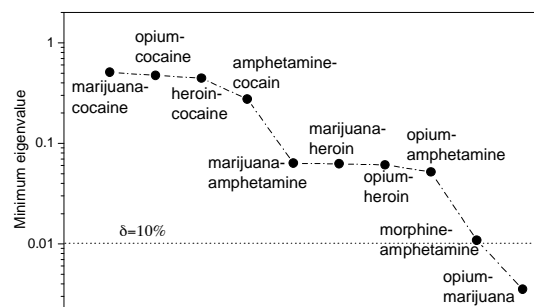 opium-
cocaine
amphetamine-
cocain
1
marijuana-
cocaine
heroin-
cocaine
marijuana-
heroin
opium-
amphetamine
0.1
marijuana-
amphetamine
opium-
heroin
Minimum eigenvalue
δ=10%
morphine-
amphetamine
0.01
opium-
marijuana